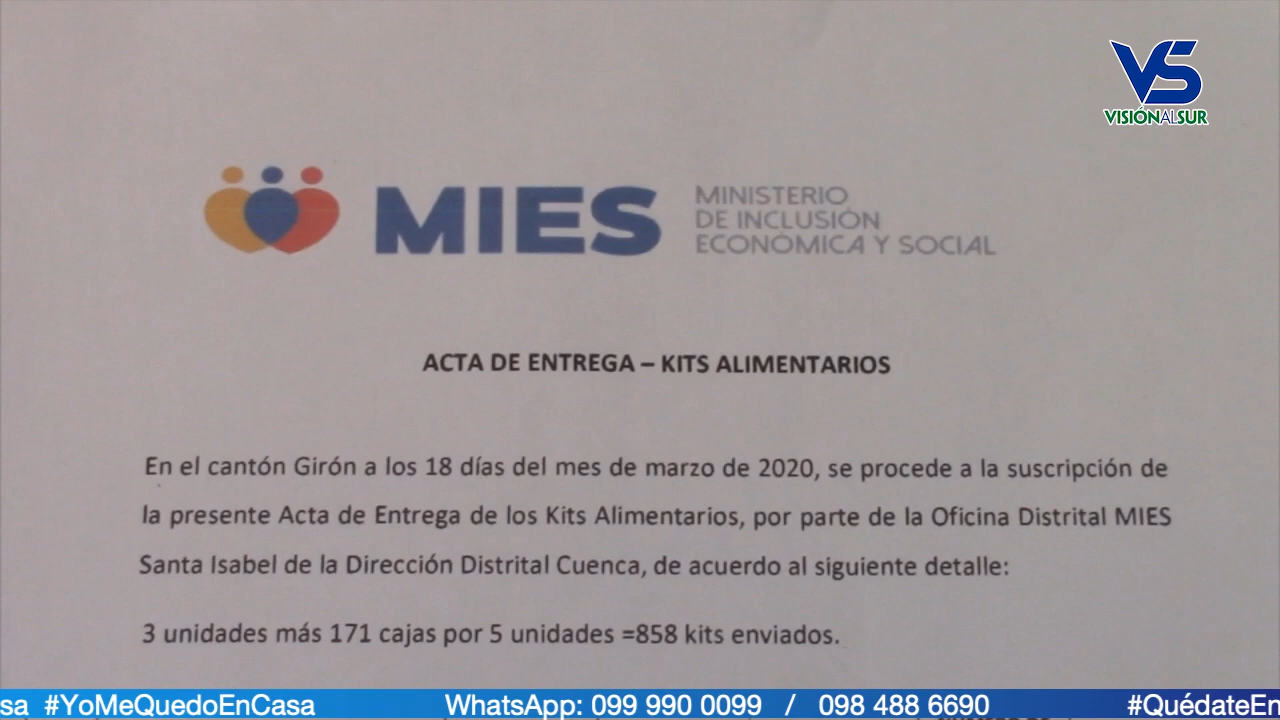 VS
VISIÓNALSUR
MIES
MINISTERIO
DE INCLUSIÓN
ECONÓMICA Y SOCIAL
ACTA DE ENTREGA – KITS ALIMENTARIOS
En el cantón Girón a los 18 días del mes de marzo de 2020, se procede a la suscripción de
la presente Acta de Entrega de los Kits Alimentarios, por parte de la Oficina Distrital MIES
Santa Isabel de la Dirección Distrital Cuenca, de acuerdo al siguiente detalle:
3 unidades más 171 cajas por 5 unidades =858 kits enviados.
sa #YoMeQuedoEnCasa WhatsApp: 099 990 0099 / 098 488 6690 #QuédateEn